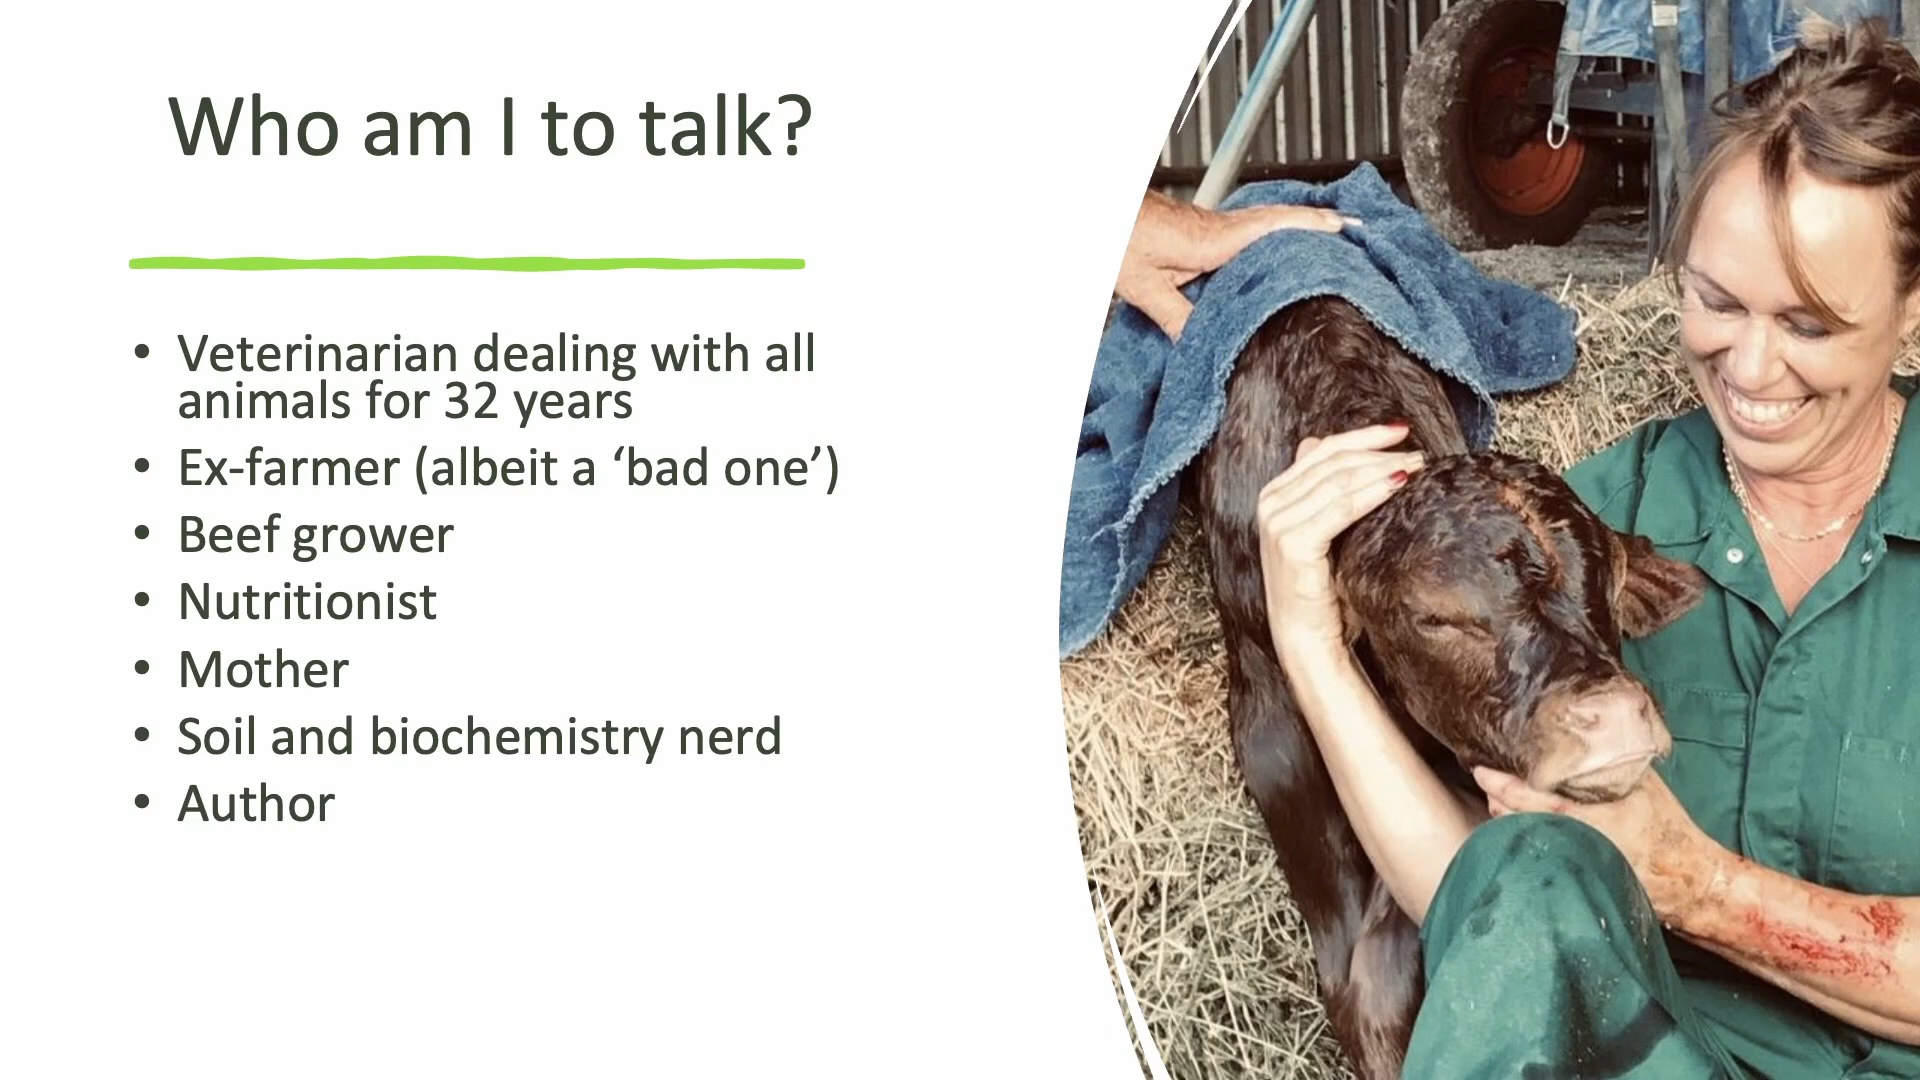 Who am I to talk?
• Veterinarian dealing with all
animals for 32 years
• Ex-farmer (albeit a ‘bad one’)
• Beef grower
• Nutritionist
• Mother
• Soil and biochemistry nerd
• Author